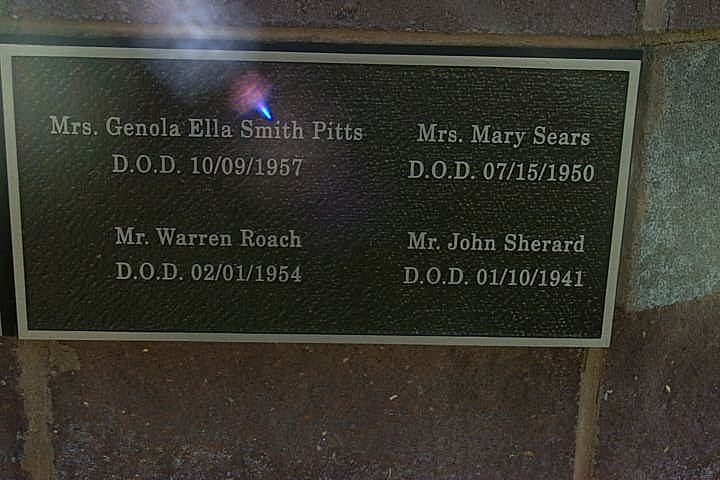 Mrs. Genola Ella Smith Pitts
D.O.D. 10/09/1957
Mrs. Mary Sears
D.O.D. 07/15/1950
Mr. Warren Roach
D.O.D. 02/01/1954
Mr. John Sherard
D.O.D. 01/10/1941